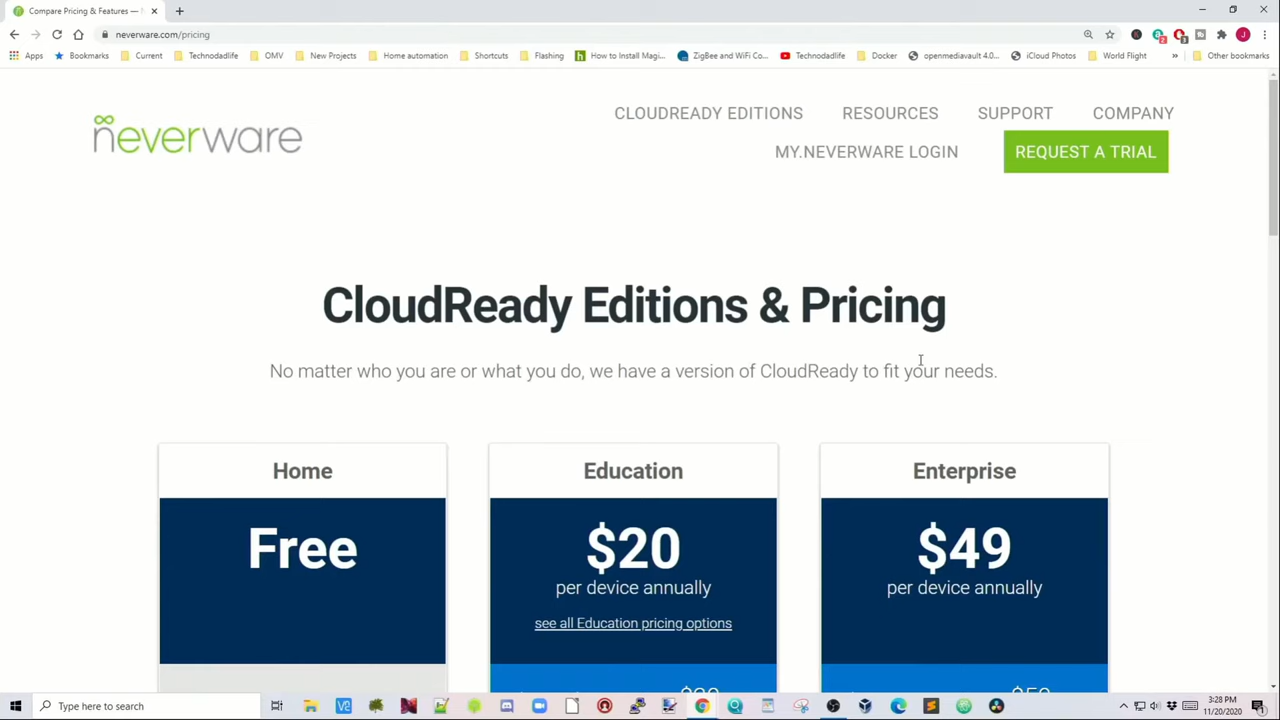 Compare Pricing & Features —
neverware.com/pricing
Apps
Bookmarks
Current
Technodadlife
OMV
New Projects
Home automation
Shortcuts
Flashing
How to Install Magi...
ZigBee and WiFi Co...
Technodadlife
Docker
openmediavault 4.0...
iCloud Photos
World Flight
»
Other bookmarks
neverware
CLOUDREADY EDITIONS
RESOURCES
SUPPORT
COMPANY
MY.NEVERWARE LOGIN
REQUEST A TRIAL
CloudReady Editions & Pricing
No matter who you are or what you do, we have a version of CloudReady to fit your needs.
Home
Free
Education
$20
per device annually
see all Education pricing options
Enterprise
$49
per device annually
Type here to search
3:28 PM
11/20/2020